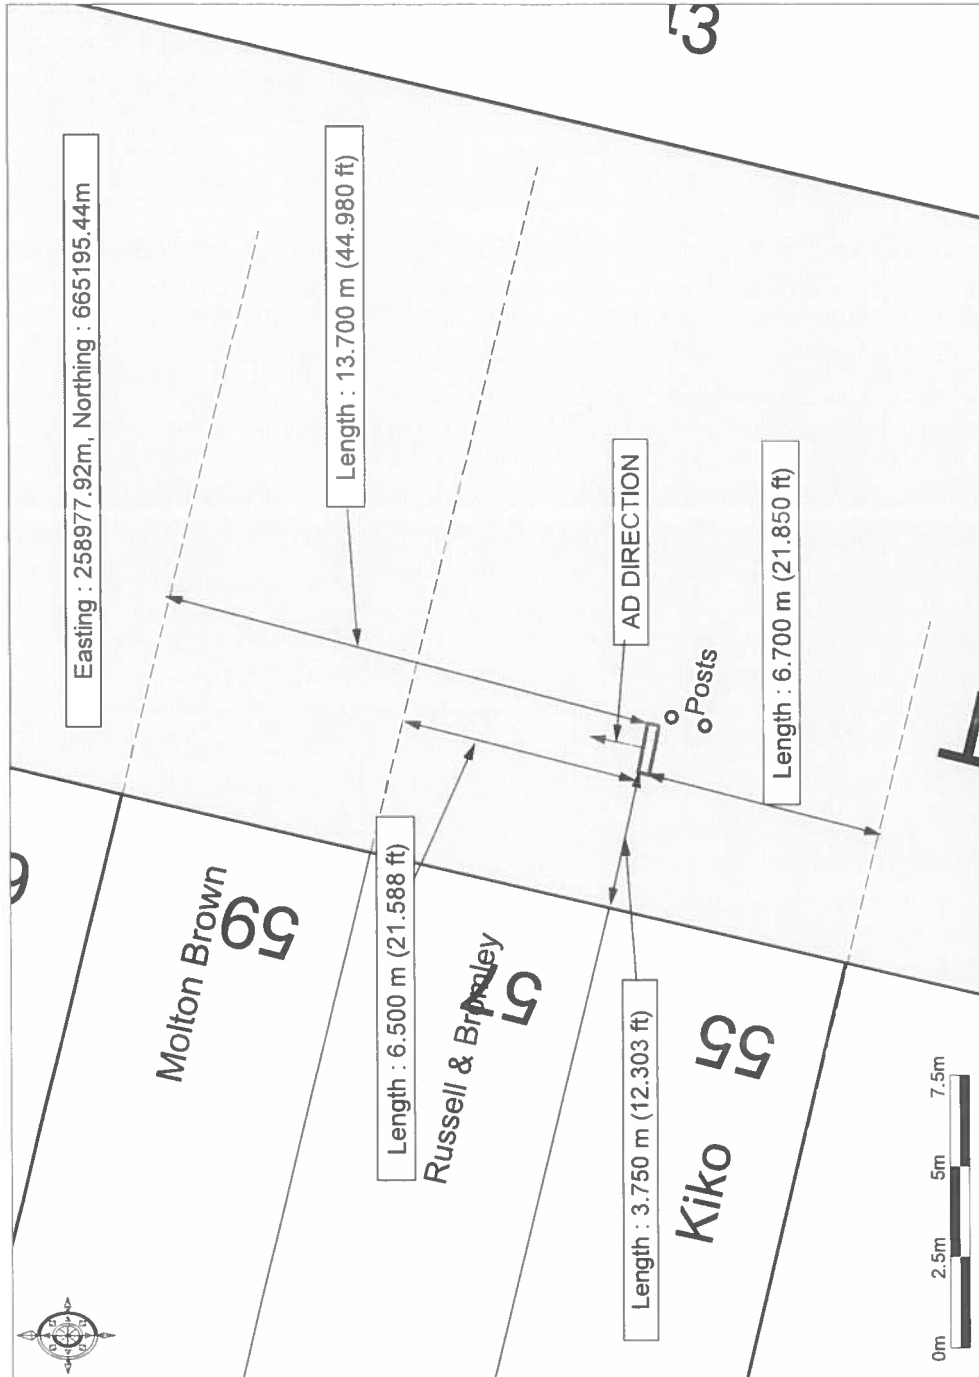 Easting : 258977.92m, Northing : 665195.44m
Length : 13.700 m (44.980 ft)
Molton Brown
59
Length : 6.500 m (21.588 ft)
Russell & Bromley
57
AD DIRECTION
Posts
Length : 6.700 m (21.850 ft)
Length : 3.750 m (12.303 ft)
Kiko
55
0m 2.5m 5m 7.5m